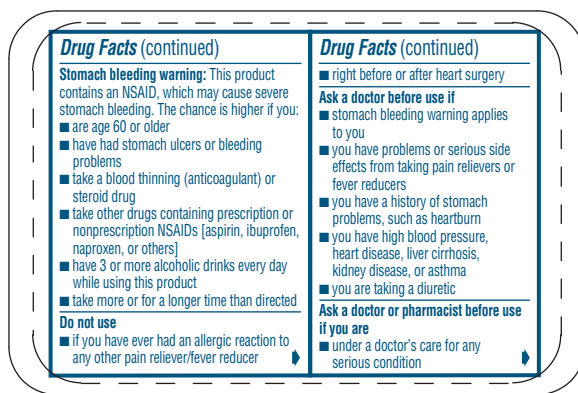 Drug Facts (continued)
Stomach bleeding warning: This product
contains an NSAID, which may cause severe
stomach bleeding. The chance is higher if you:
■ are age 60 or older
■ have had stomach ulcers or bleeding
problems
■ take a blood thinning (anticoagulant) or
steroid drug
■ take other drugs containing prescription or
nonprescription NSAIDs [aspirin, ibuprofen,
naproxen, or others]
■ have 3 or more alcoholic drinks every day
while using this product
■ take more or for a longer time than directed
Do not use
■ if you have ever had an allergic reaction to
any other pain reliever/fever reducer
Drug Facts (continued)
■ right before or after heart surgery
Ask a doctor before use if
■ stomach bleeding warning applies
to you
■ you have problems or serious side
effects from taking pain relievers or
fever reducers
■ you have a history of stomach
problems, such as heartburn
■ you have high blood pressure,
heart disease, liver cirrhosis,
kidney disease, or asthma
■ you are taking a diuretic
Ask a doctor or pharmacist before use
if you are
■ under a doctor's care for any
serious condition